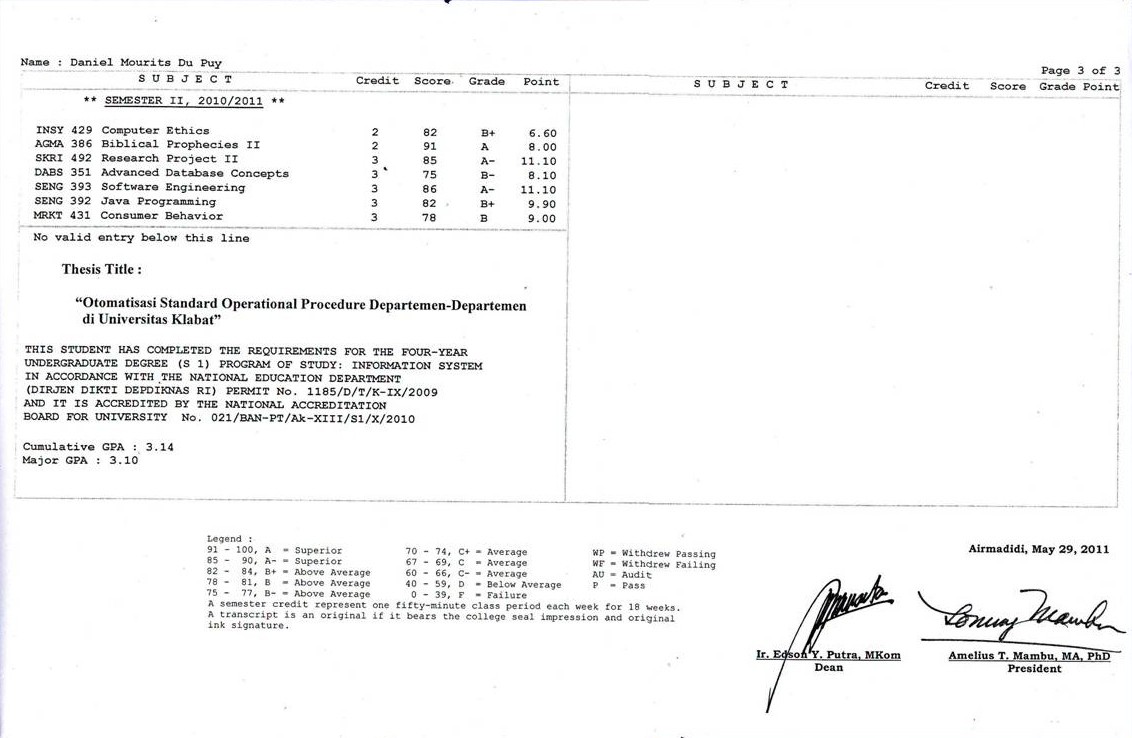 Name : Daniel Mourits Du Puy
Page 3 of 3
S U B J E C T Credit Score Grade Point
S U B J E C T Credit Score Grade Point
** SEMESTER II, 2010/2011 **
INSY 429 Computer Ethics 2 82 B+ 6.60
AGMA 386 Biblical Prophecies II 2 91 A 8.00
SKRI 492 Research Project II 3 85 A- 11.10
DABS 351 Advanced Database Concepts 3 75 B- 8.10
SENG 393 Software Engineering 3 86 A- 11.10
SENG 392 Java Programming 3 82 B+ 9.90
MRKT 431 Consumer Behavior 3 78 B 9.00
No valid entry below this line
Thesis Title :
“Otomatisasi Standard Operational Procedure Departemen-Departemen
di Universitas Klabat”
THIS STUDENT HAS COMPLETED THE REQUIREMENTS FOR THE FOUR-YEAR
UNDERGRADUATE DEGREE (S 1) PROGRAM OF STUDY: INFORMATION SYSTEM
IN ACCORDANCE WITH THE NATIONAL EDUCATION DEPARTMENT
(DIRJEN DIKTI DEPDIKNAS RI) PERMIT No. 1185/D/T/K-IX/2009
AND IT IS ACCREDITED BY THE NATIONAL ACCREDITATION
BOARD FOR UNIVERSITY No. 021/BAN-PT/Ak-XIII/S1/X/2010
Cumulative GPA : 3.14
Major GPA : 3.10
Legend :
91 - 100, A = Superior 70 - 74, C+ = Average WP = Withdrew Passing
85 - 90, A- = Superior 67 - 69, C = Average WF = Withdrew Failing
82 - 84, B+ = Above Average 60 - 66, C- = Average AU = Audit
78 - 81, B = Above Average 40 - 59, D = Below Average P = Pass
75 - 77, B- = Above Average 0 - 39, F = Failure
A semester credit represent one fifty-minute class period each week for 18 weeks.
A transcript is an original if it bears the college seal impression and original
ink signature.
Airmadidi, May 29, 2011
Ir. Edson Y. Putra, MKom
Dean
Amelius T. Mambu, MA, PhD
President